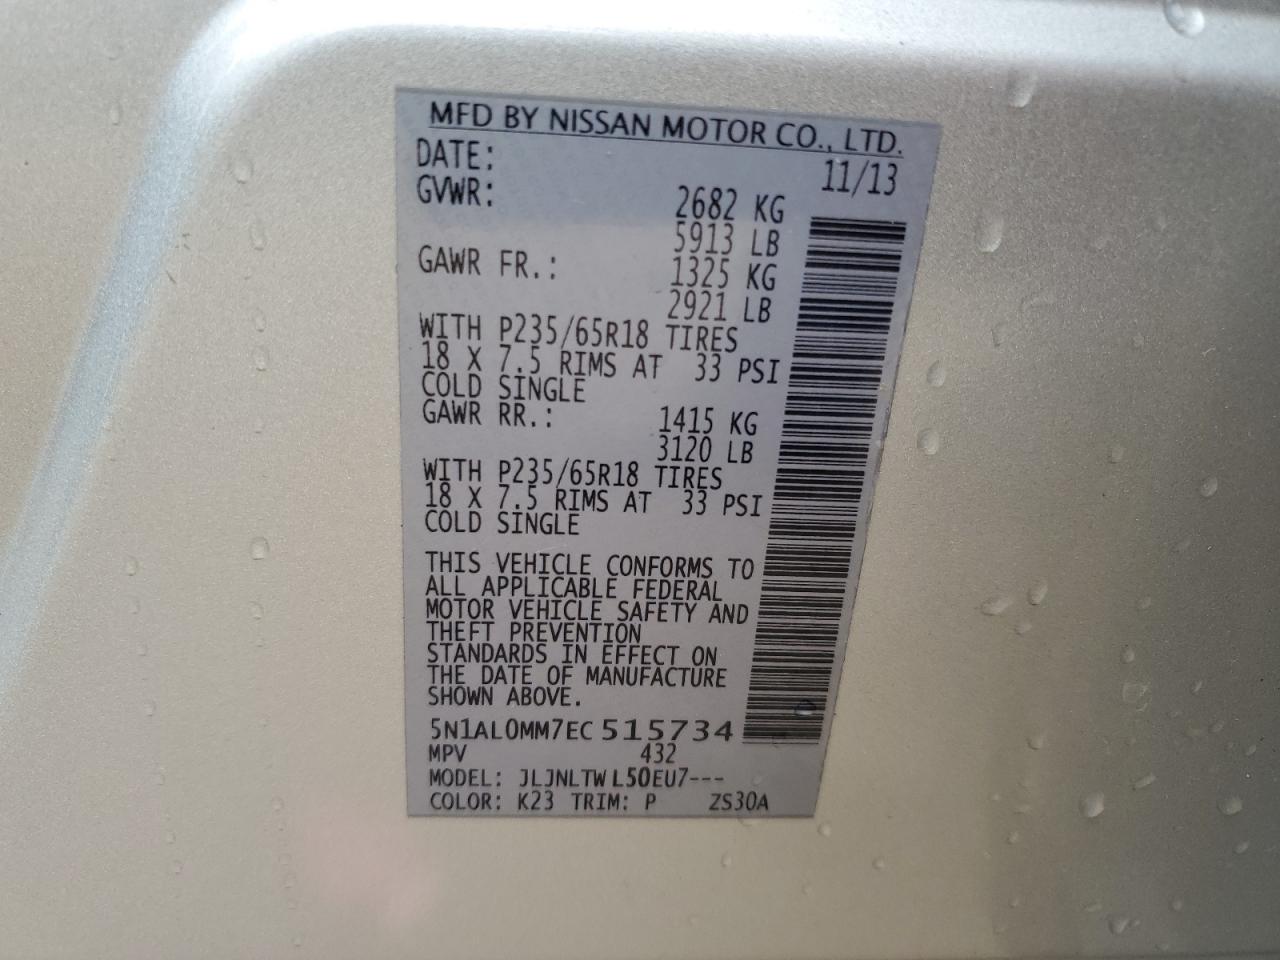 MFD BY NISSAN MOTOR CO., LTD.
DATE: 11/13
GVWR: 2682 KG
5913 LB
GAWR FR.: 1325 KG
2921 LB
WITH P235/65R18 TIRES
18 X 7.5 RIMS AT 33 PSI
COLD SINGLE
GAWR RR.: 1415 KG
3120 LB
WITH P235/65R18 TIRES
18 X 7.5 RIMS AT 33 PSI
COLD SINGLE
THIS VEHICLE CONFORMS TO
ALL APPLICABLE FEDERAL
MOTOR VEHICLE SAFETY AND
THEFT PREVENTION
STANDARDS IN EFFECT ON
THE DATE OF MANUFACTURE
SHOWN ABOVE.
5N1AL0MM7EC515734
MPV 432
MODEL: JLJNLTWL50EU7---
COLOR: K23 TRIM: P ZS30A